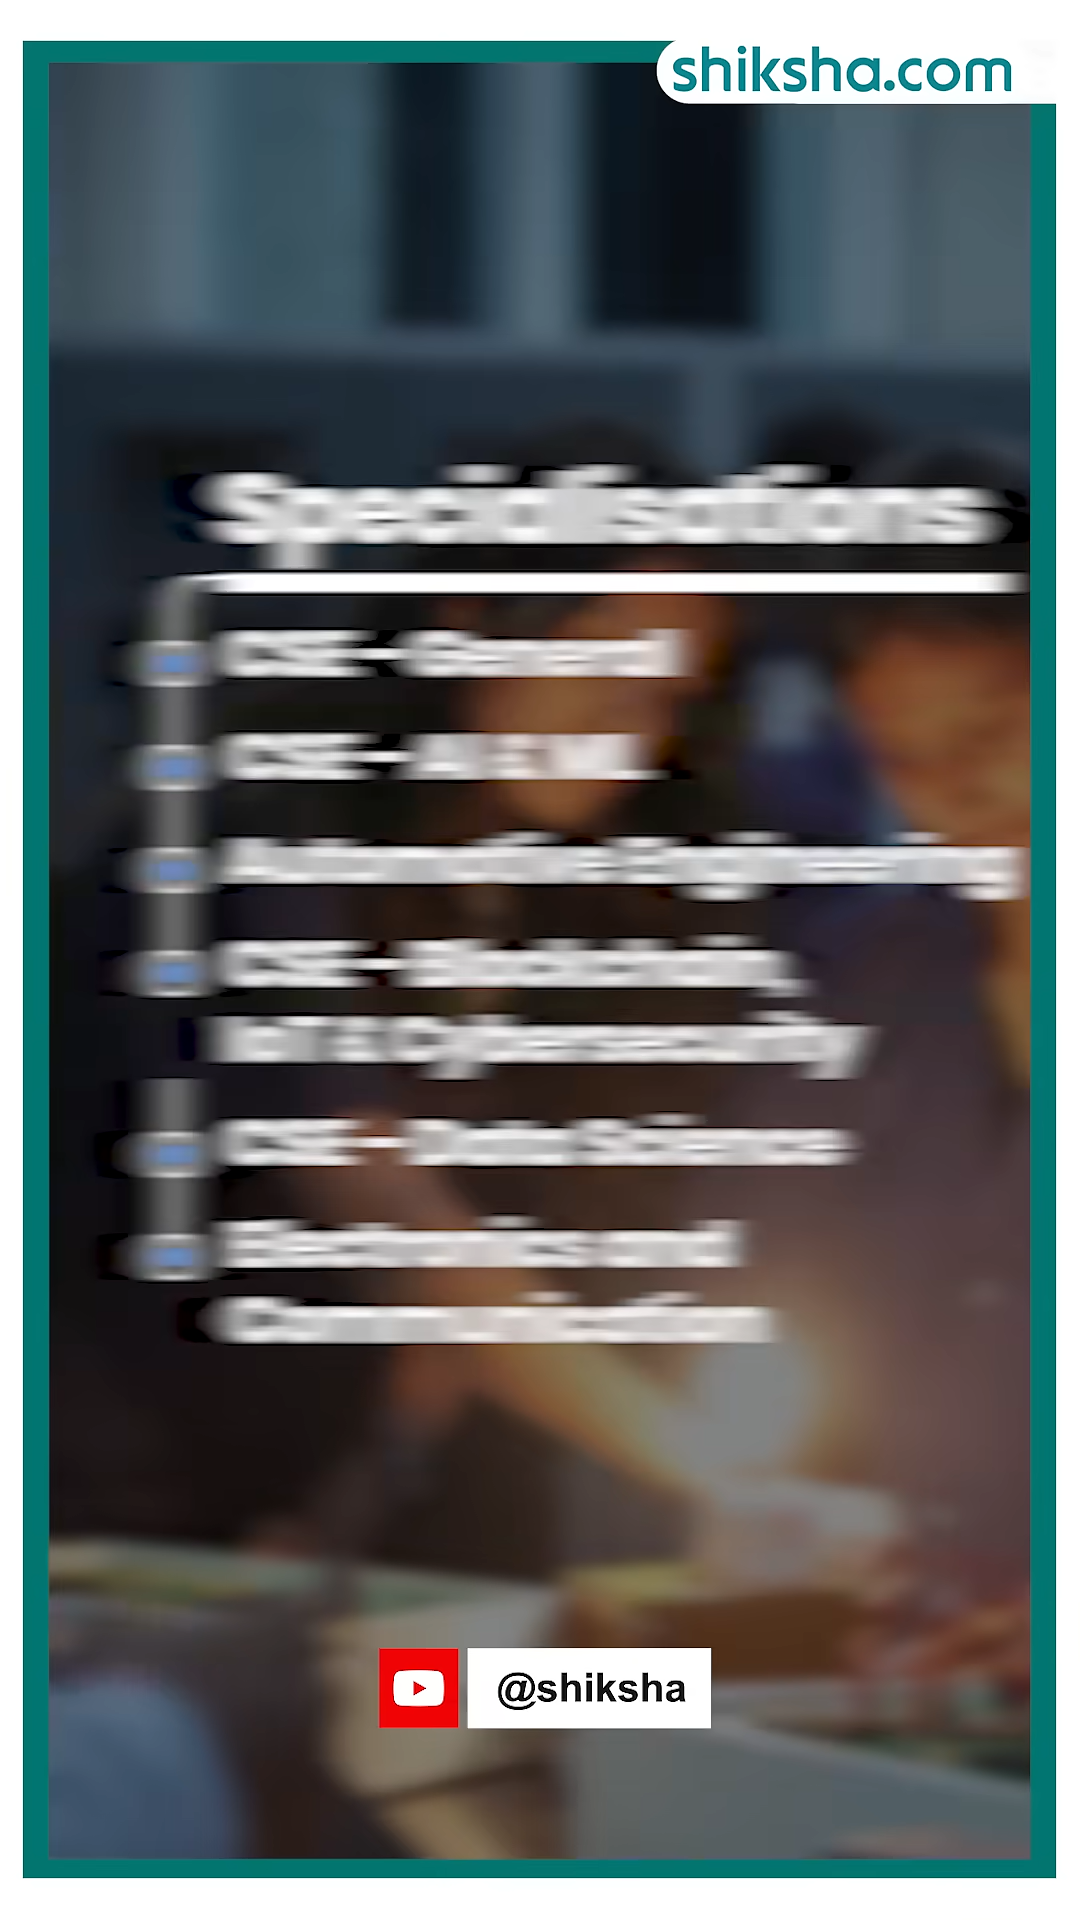 shiksha.com
Specialisations
CSE – General
CSE – AI & ML
Automotive Engineering
CSE – Blockchain,
IoT & Cybersecurity
CSE – Data Science
Electronics and
Communication
@shiksha